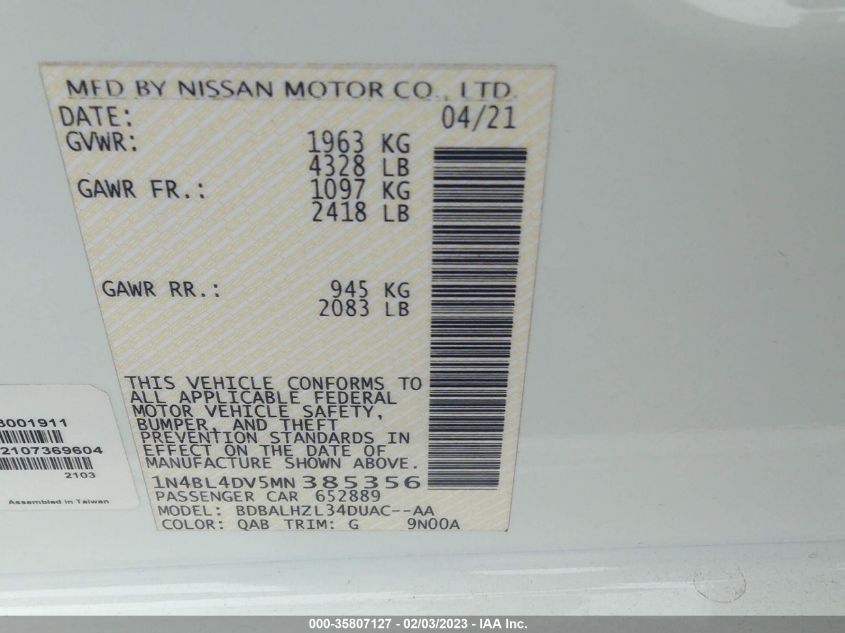 MFD BY NISSAN MOTOR CO., LTD.
DATE: 04/21
GVWR: 1963 KG
4328 LB
GAWR FR.: 1097 KG
2418 LB
GAWR RR.: 945 KG
2083 LB
THIS VEHICLE CONFORMS TO
ALL APPLICABLE FEDERAL
MOTOR VEHICLE SAFETY,
BUMPER, AND THEFT
PREVENTION STANDARDS IN
EFFECT ON THE DATE OF
MANUFACTURE SHOWN ABOVE.
1N4BL4DV5MN385356
PASSENGER CAR 652889
MODEL: BDBALHZL34DUAC--AA
COLOR: QAB TRIM: G 9N00A
8001911
2107369604
2103
Assembled in Taiwan
000-35807127 - 02/03/2023 - IAA Inc.